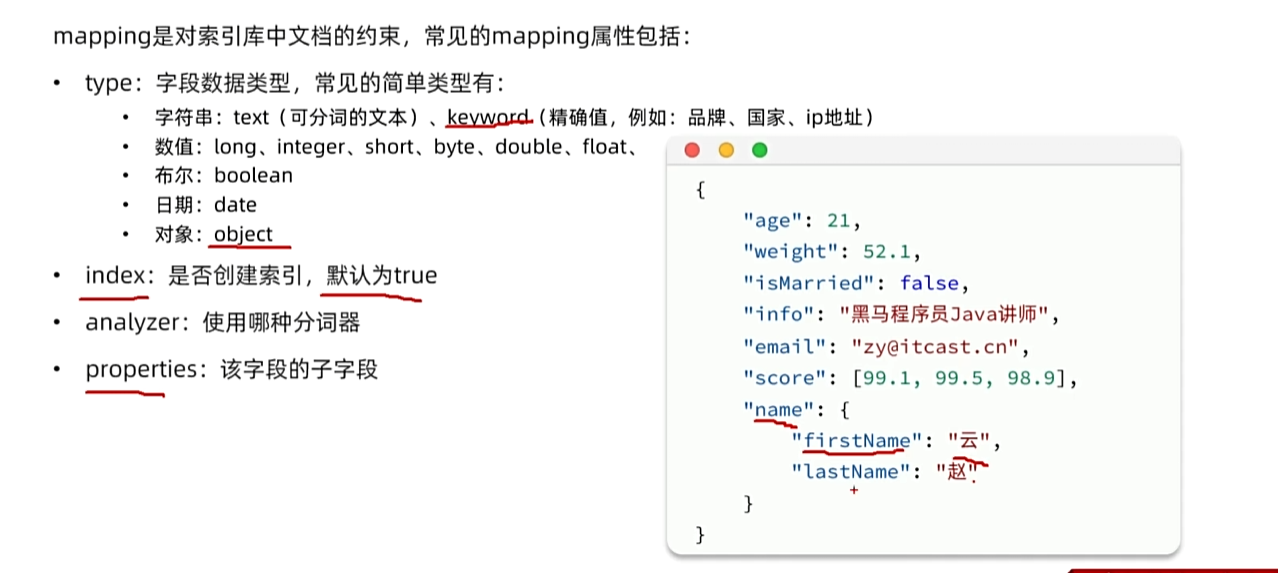 mapping是对索引库中文档的约束，常见的mapping属性包括：
• type：字段数据类型，常见的简单类型有：
• 字符串：text（可分词的文本）、keyword（精确值，例如：品牌、国家、ip地址）
• 数值：long、integer、short、byte、double、float、
• 布尔：boolean
• 日期：date
• 对象：object
• index：是否创建索引，默认为true
• analyzer：使用哪种分词器
• properties：该字段的子字段
{
"age": 21,
"weight": 52.1,
"isMarried": false,
"info": "黑马程序员Java讲师",
"email": "zy@itcast.cn",
"score": [99.1, 99.5, 98.9],
"name": {
"firstName": "云",
"lastName": "赵"
}
}